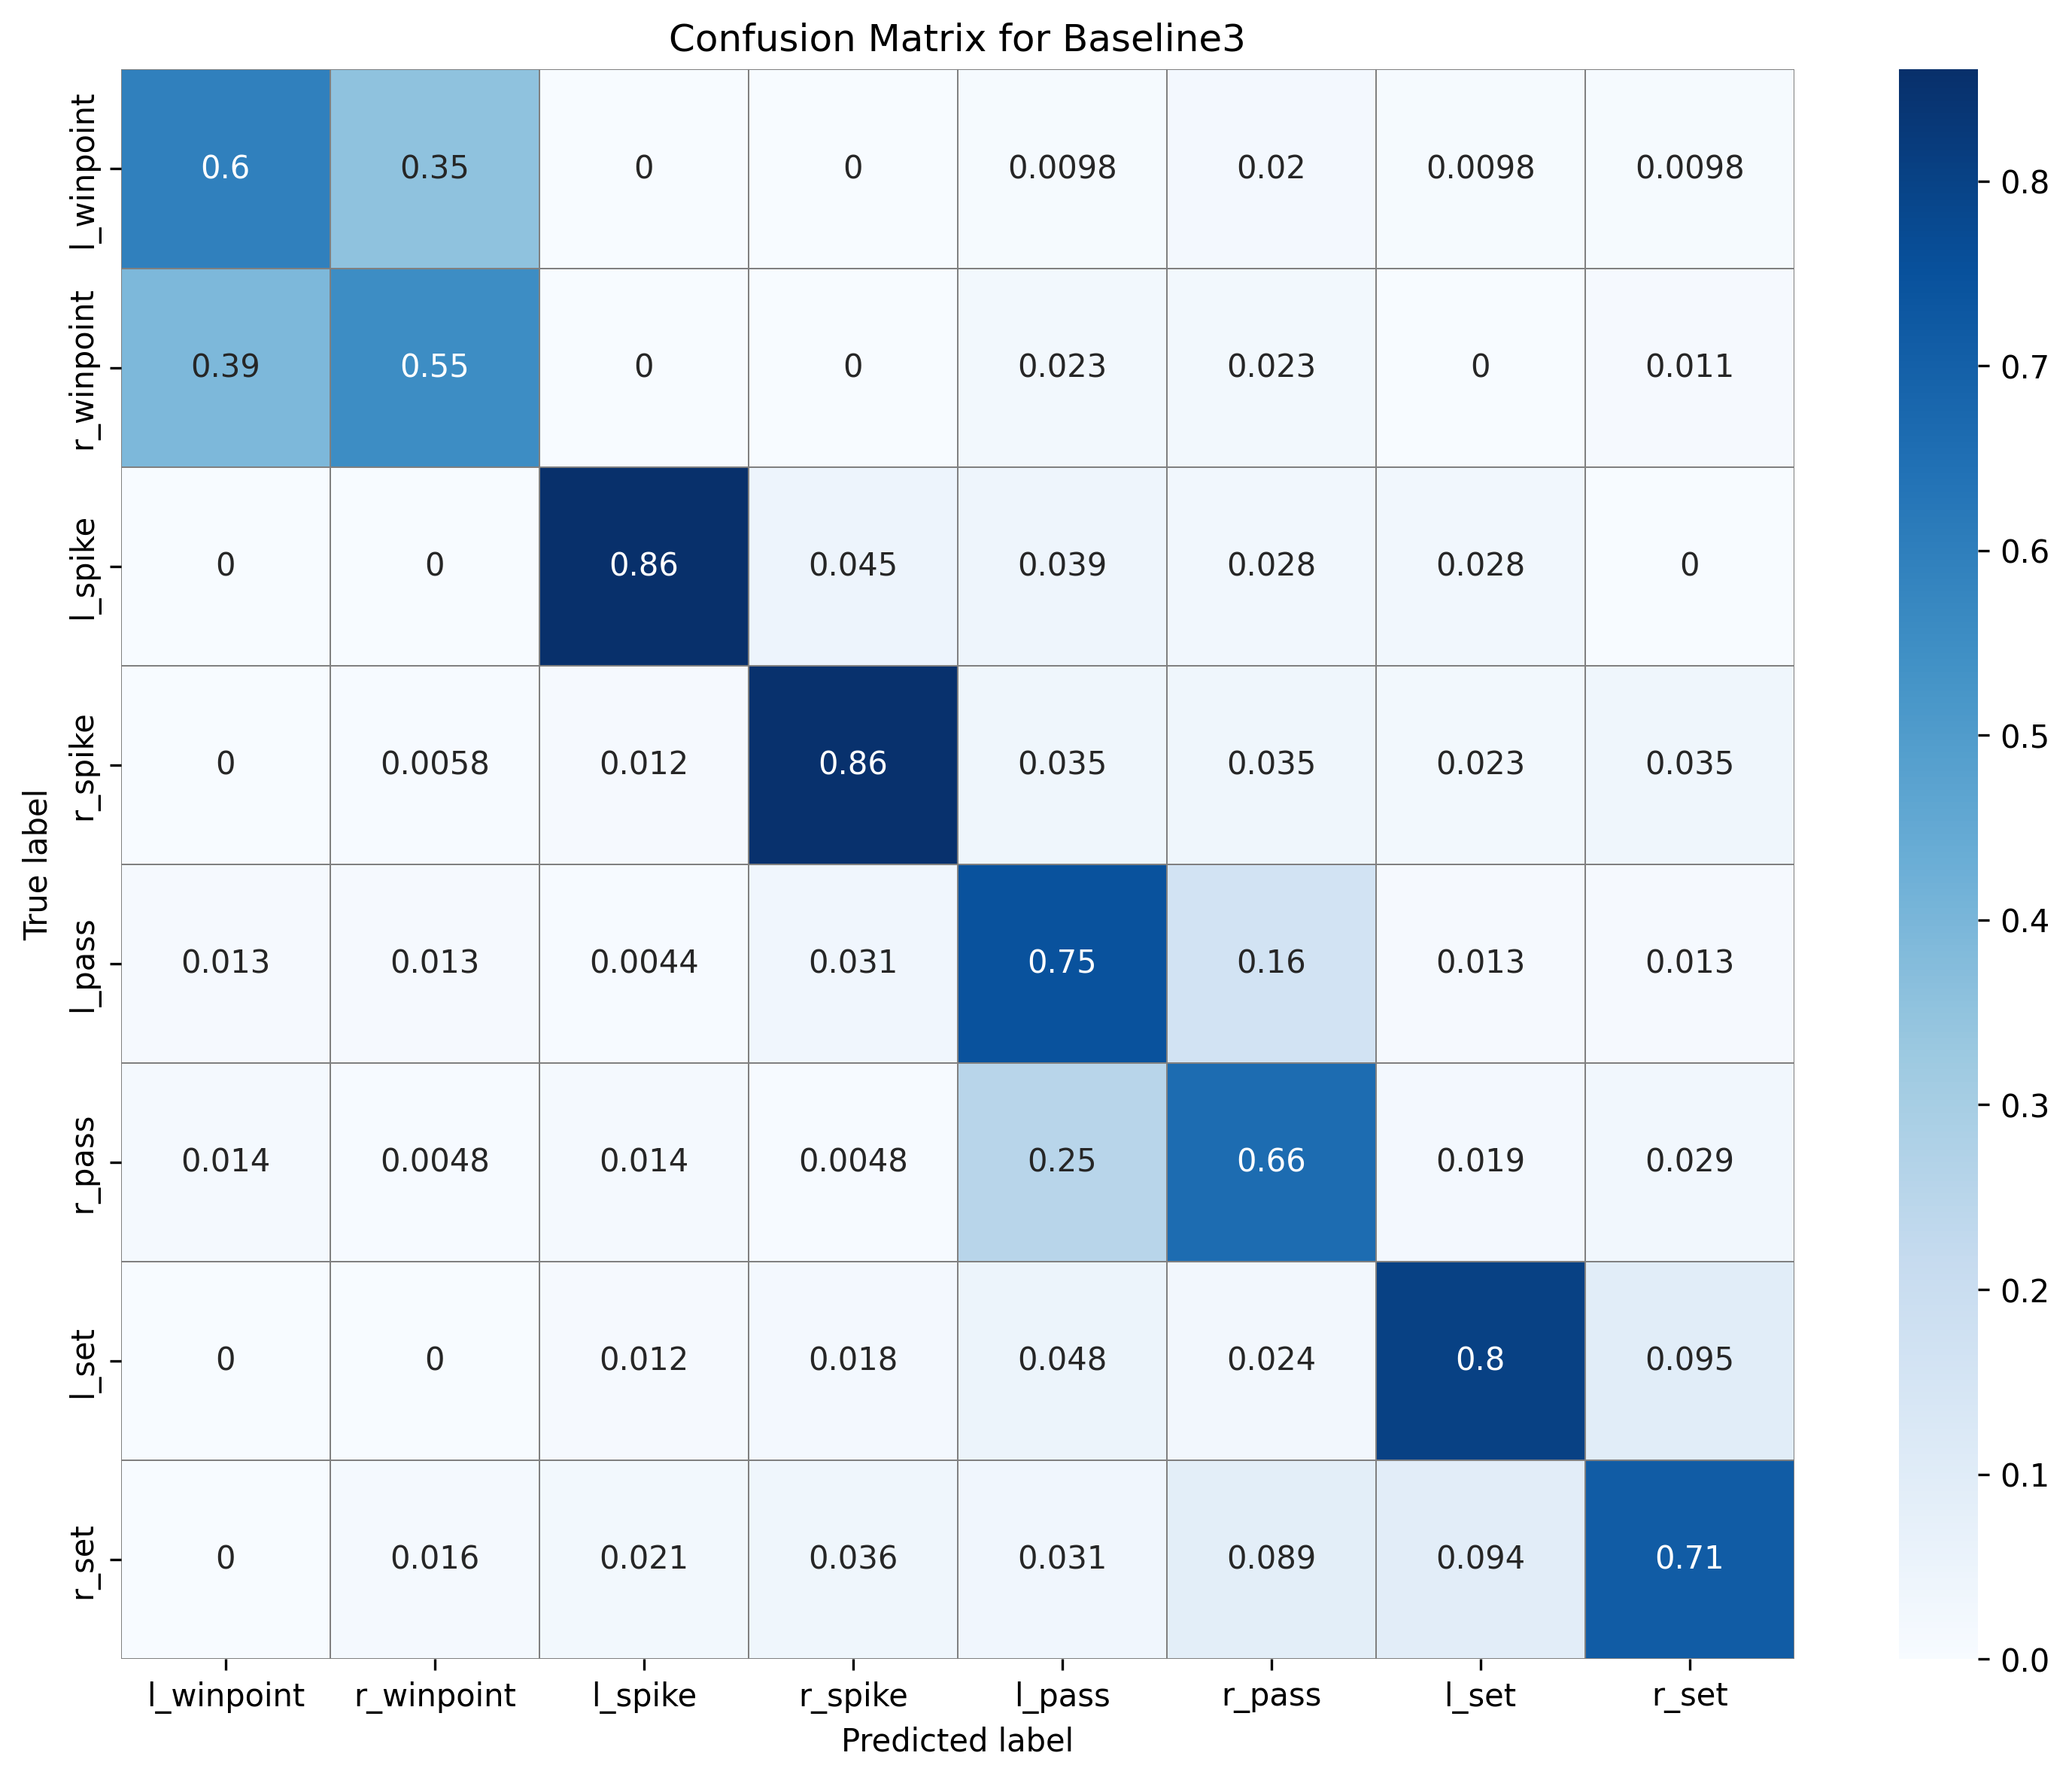 Confusion Matrix for Baseline3
l_winpoint 0.6 0.35 0 0 0.0098 0.02 0.0098 0.0098
r_winpoint 0.39 0.55 0 0 0.023 0.023 0 0.011
l_spike 0 0 0.86 0.045 0.039 0.028 0.028 0
r_spike 0 0.0058 0.012 0.86 0.035 0.035 0.023 0.035
l_pass 0.013 0.013 0.0044 0.031 0.75 0.16 0.013 0.013
r_pass 0.014 0.0048 0.014 0.0048 0.25 0.66 0.019 0.029
l_set 0 0 0.012 0.018 0.048 0.024 0.8 0.095
r_set 0 0.016 0.021 0.036 0.031 0.089 0.094 0.71
True label
l_winpoint r_winpoint l_spike r_spike l_pass r_pass l_set r_set
Predicted label
0.8
0.7
0.6
0.5
0.4
0.3
0.2
0.1
0.0